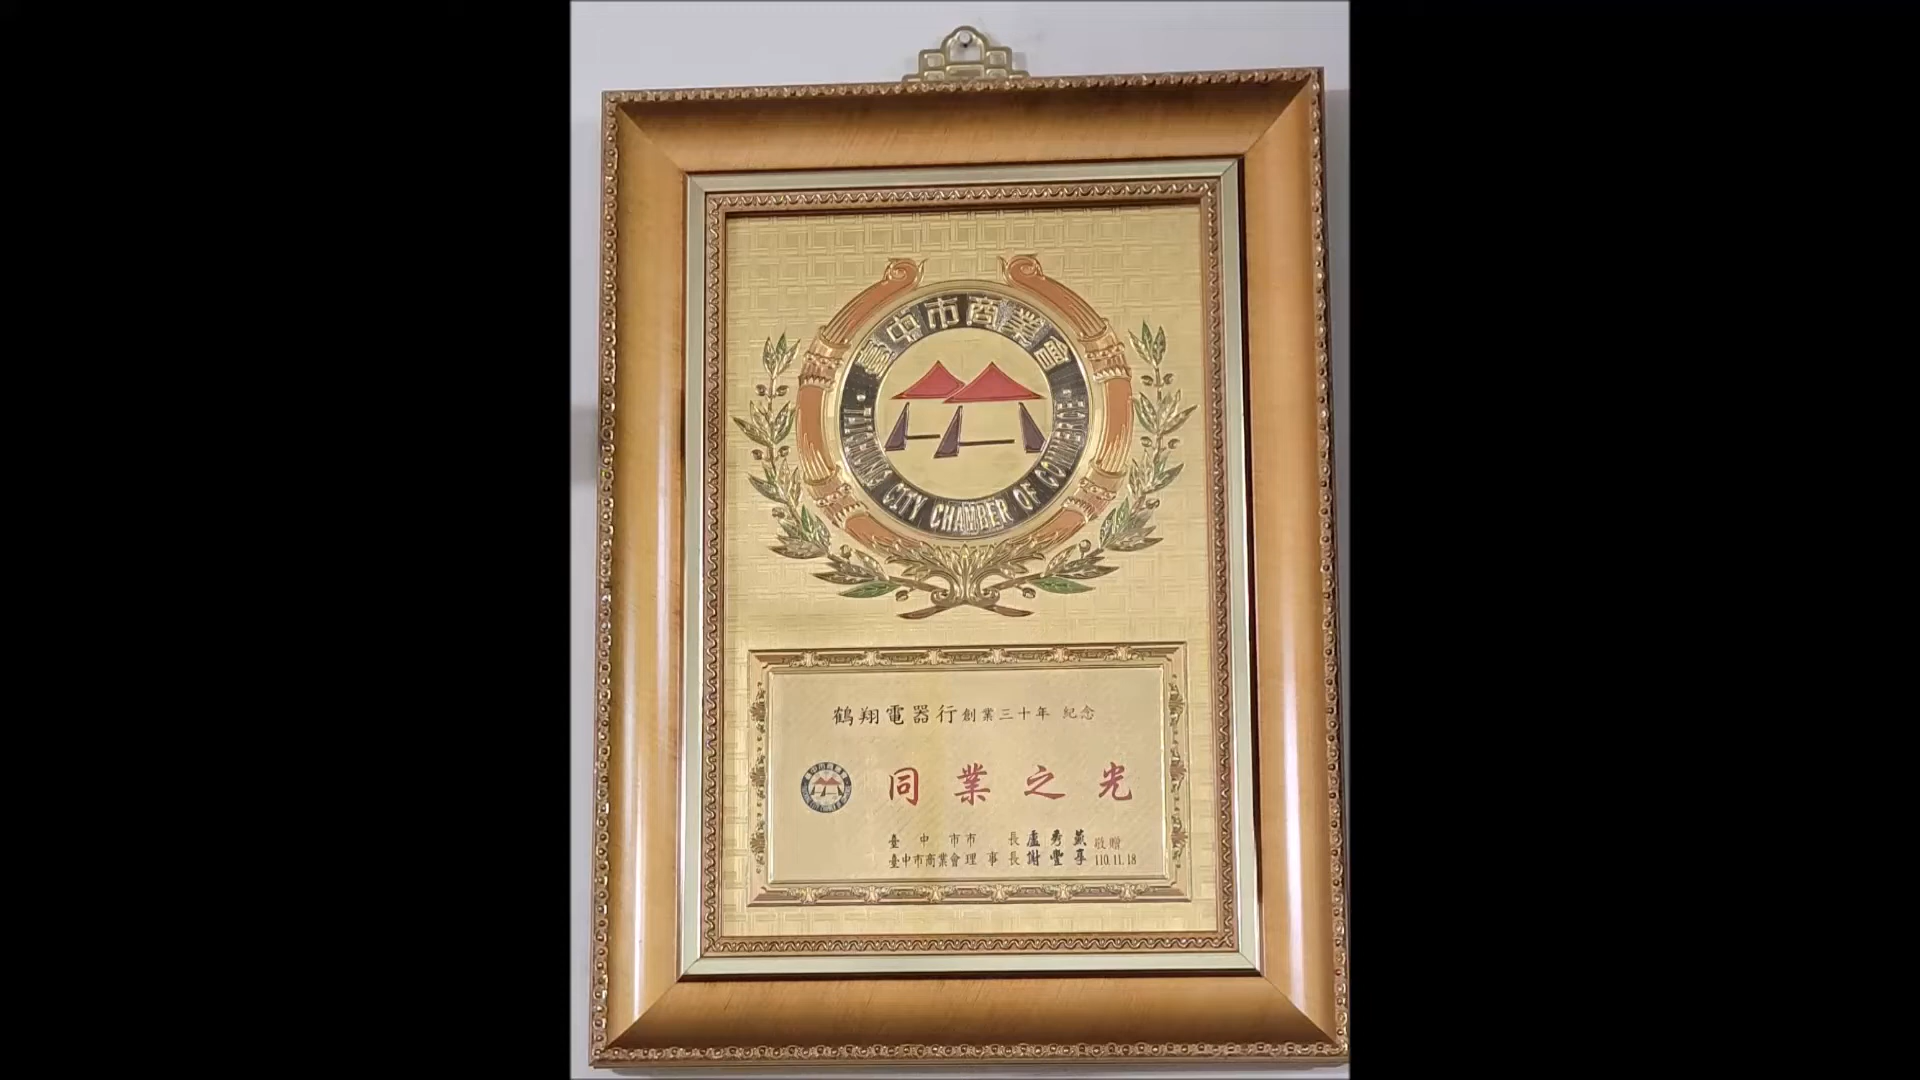 臺中市商業會
TAICHUNG CITY CHAMBER OF COMMERCE
鶴翔電器行創業三十年 紀念
同業之光
臺中市市長盧秀燕 敬贈
臺中市商業會理事長謝豐享 110.11.18